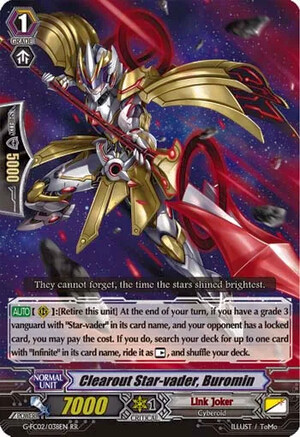 1
GRADE
5000
They cannot forget, the time the stars shined brightest.
AUTO [ ]:[Retire this unit] At the end of your turn, if you have a grade 3
vanguard with "Star-vader" in its card name, and your opponent has a locked
card, you may pay the cost. If you do, search your deck for up to one card
with "Infinite" in its card name, ride it as , and shuffle your deck.
NORMAL
UNIT
Clearout Star-vader, Buromin
POWER
7000
1
CRITICAL
Link Joker
Cyberoid
G-FC02/038EN RR
ILLUST / ToMo